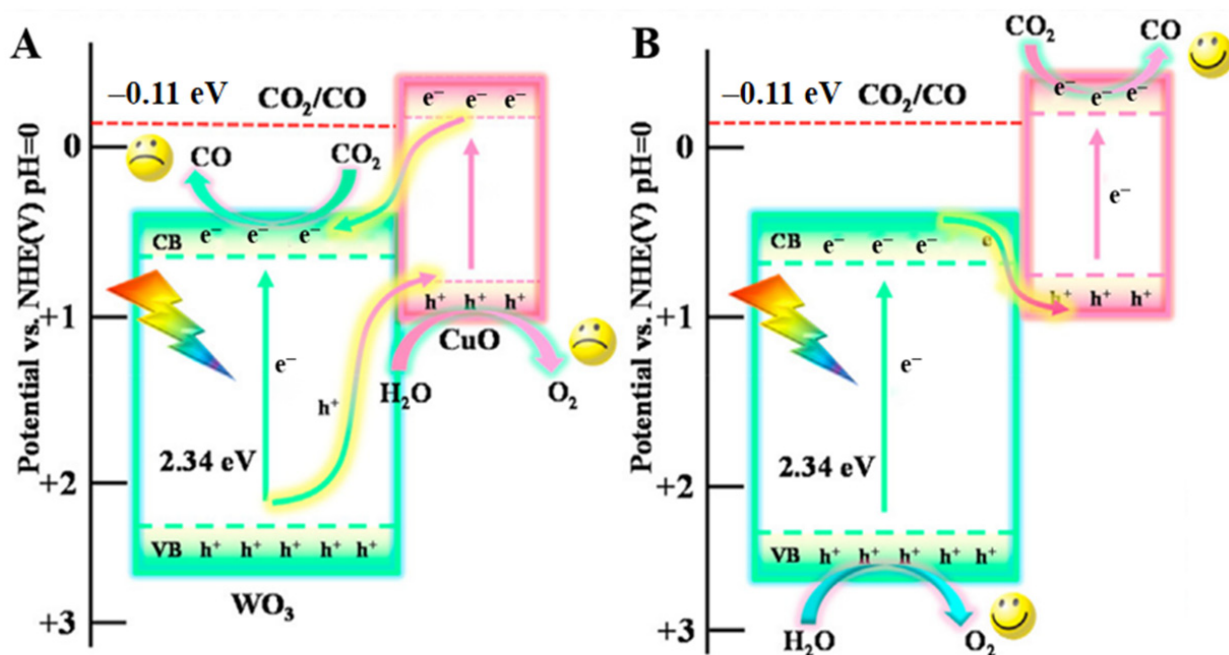 A
Potential vs. NHE(V) pH=0
0
+1
+2
+3
−0.11 eV
CO₂/CO
CO
CO₂
e⁻ e⁻ e⁻
CB e⁻ e⁻ e⁻
e⁻
h⁺
h⁺ h⁺ h⁺
CuO
H₂O
O₂
2.34 eV
VB h⁺ h⁺ h⁺ h⁺ h⁺
WO₃
B
Potential vs. NHE(V) pH=0
0
+1
+2
+3
−0.11 eV
CO₂/CO
CO₂
CO
e⁻ e⁻ e⁻
e⁻
CB e⁻ e⁻ e⁻
e
h⁺ h⁺ h⁺
e⁻
2.34 eV
VB h⁺ h⁺ h⁺ h⁺ h⁺
H₂O
O₂